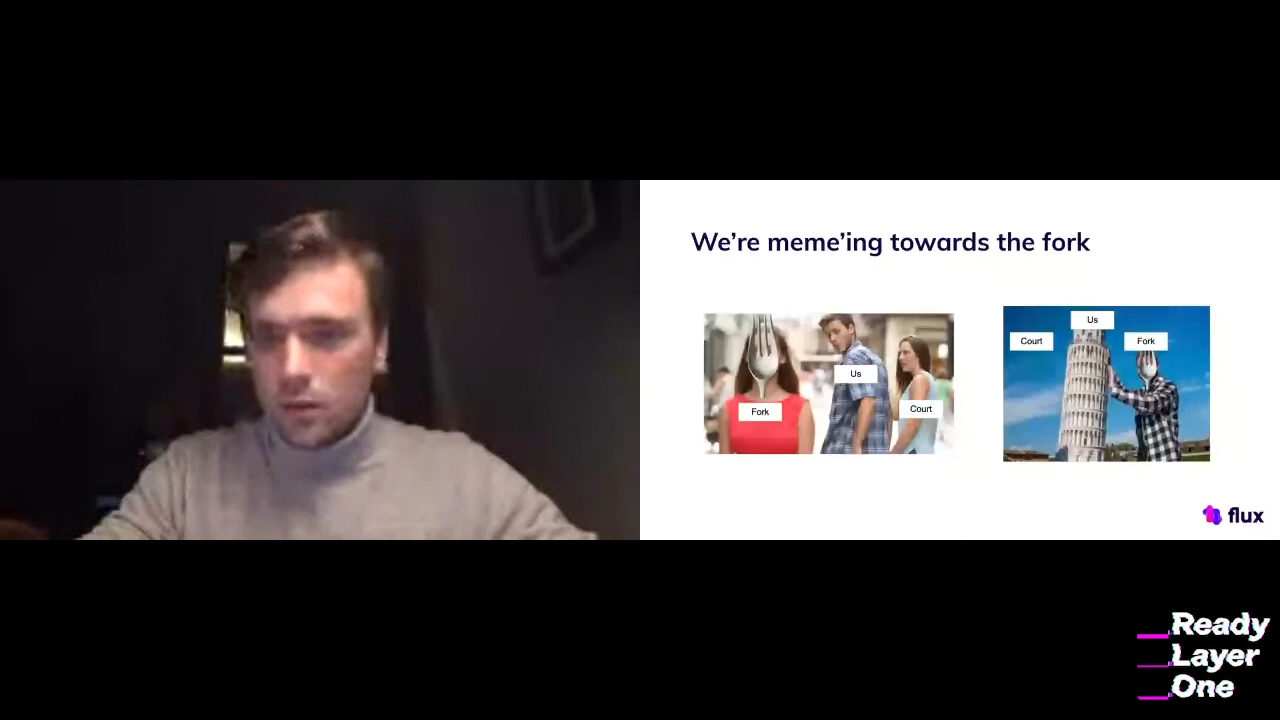 We're meme'ing towards the fork
Fork
Us
Court
Court
Us
Fork
flux
Ready
Layer
One